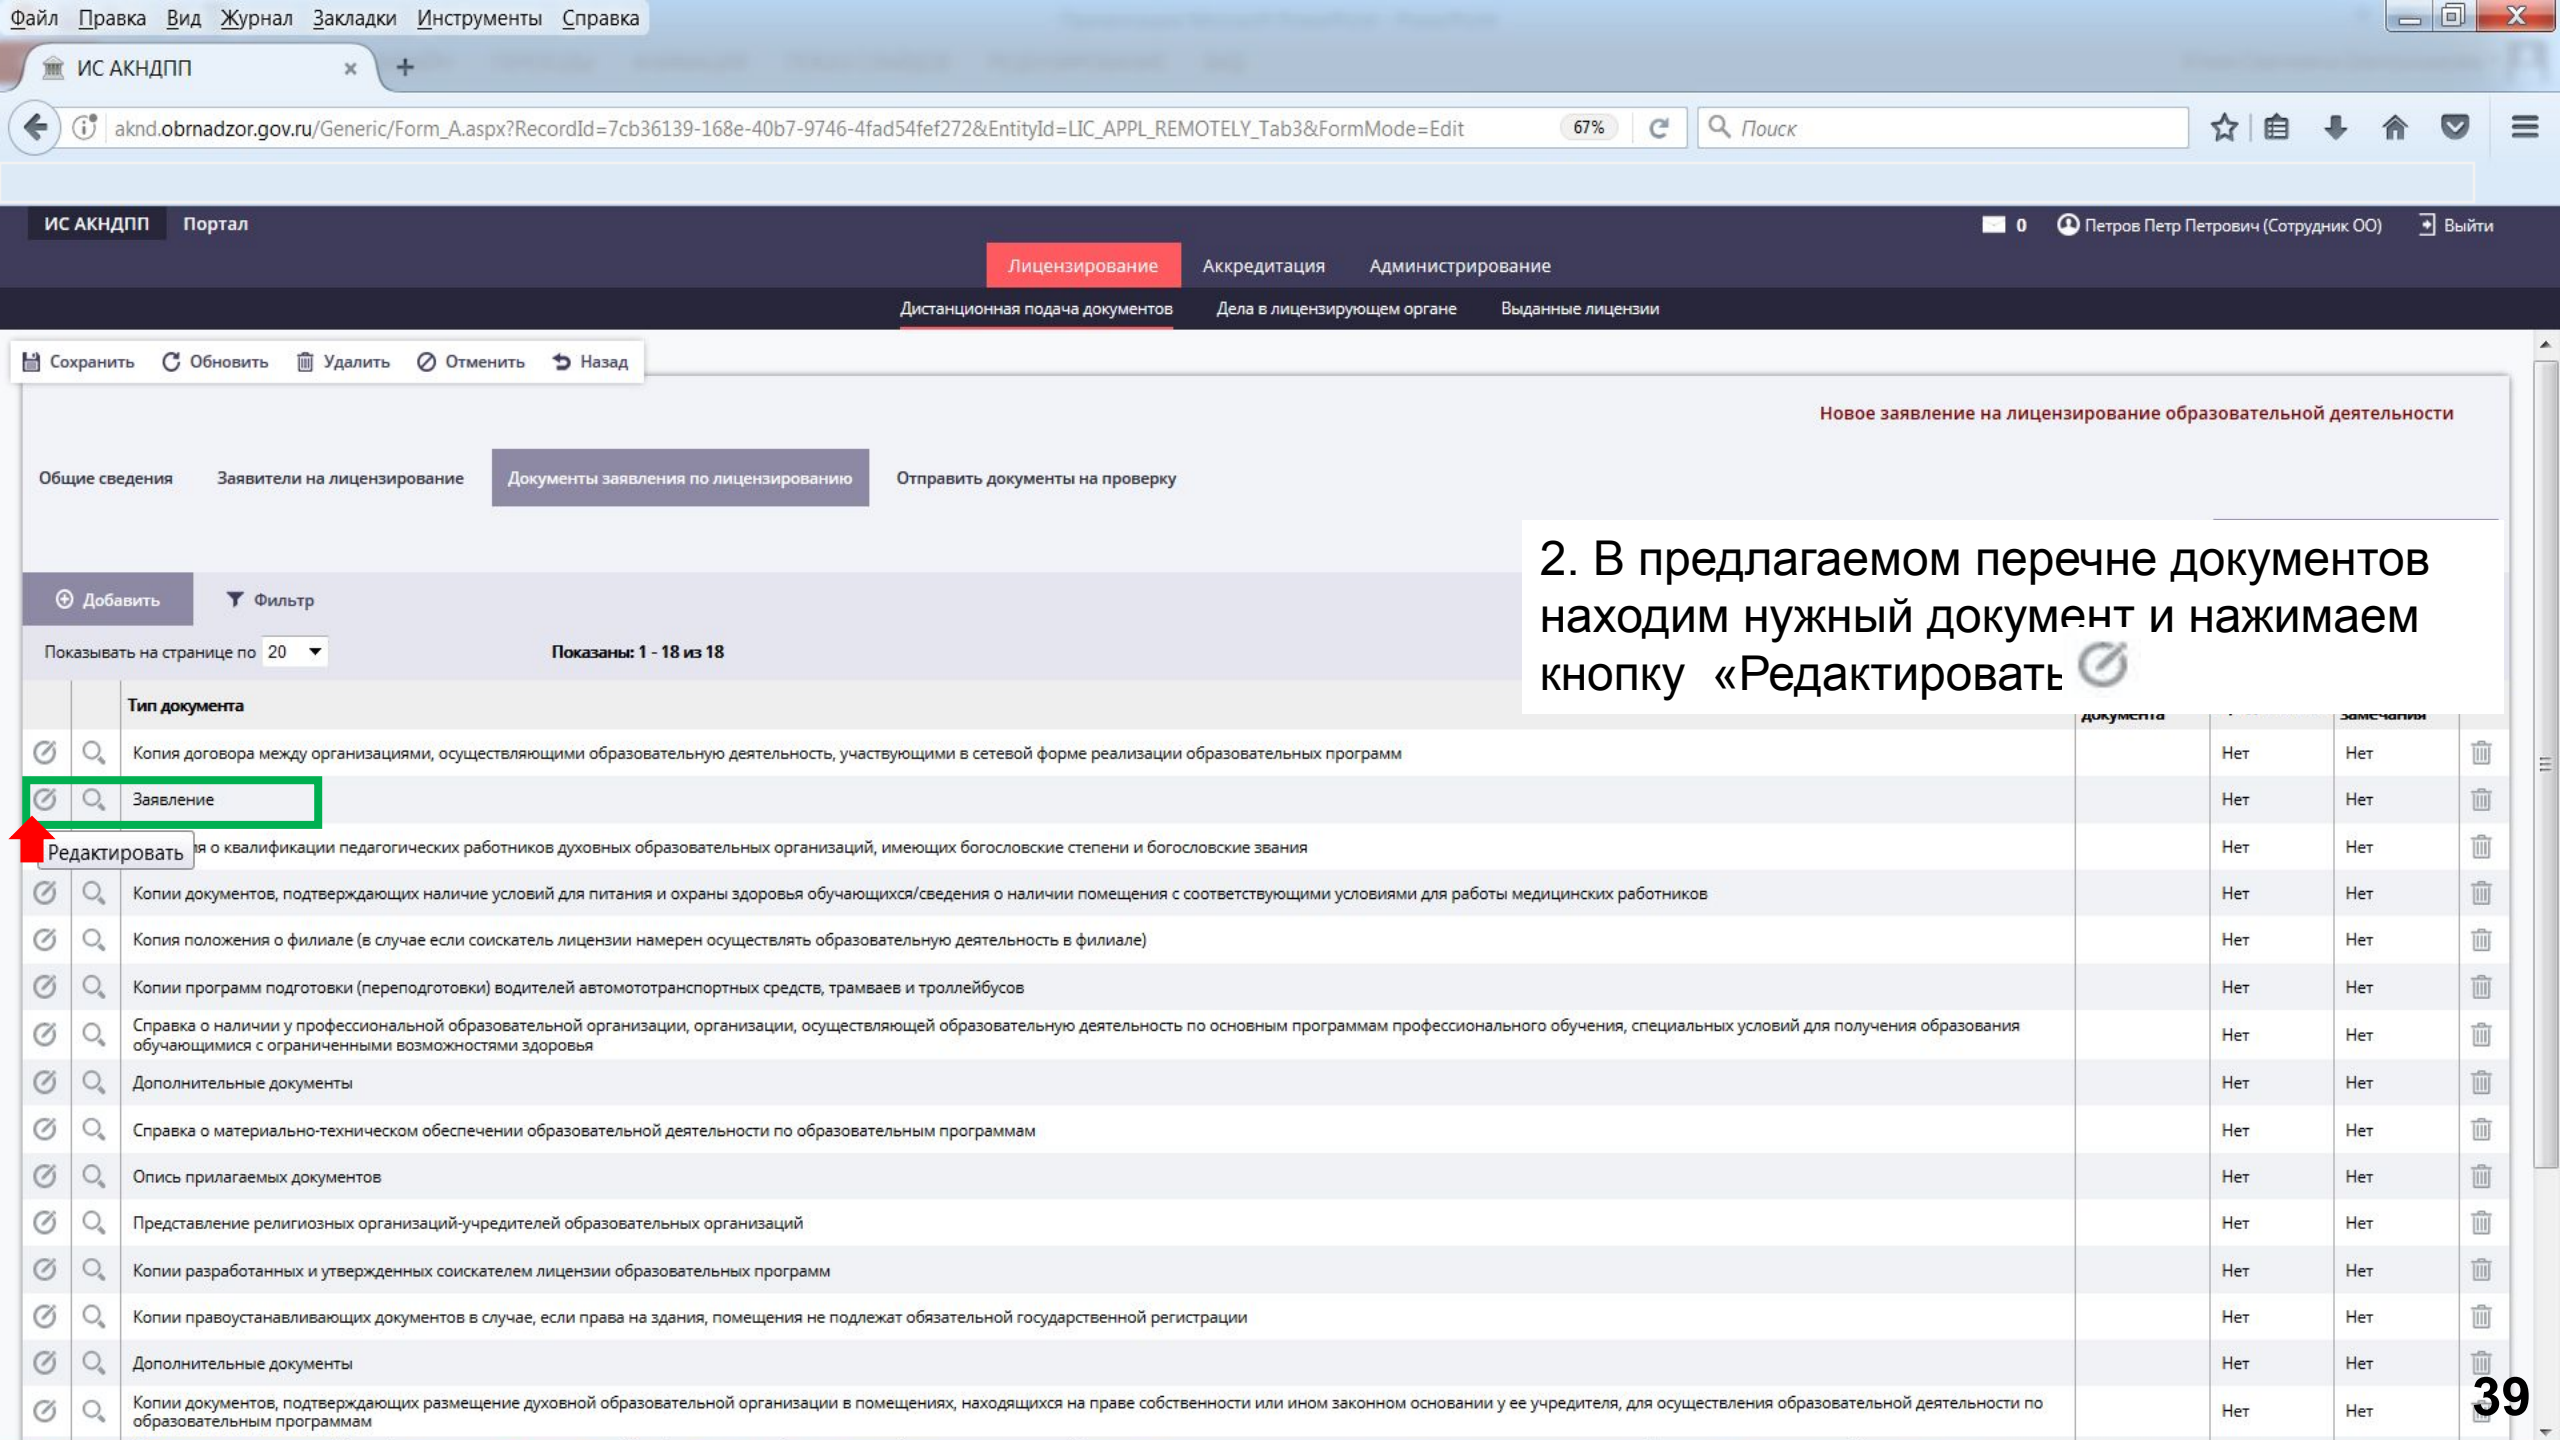 Файл Правка Вид Журнал Закладки Инструменты Справка
ИС АКНДПП
aknd.obrnadzor.gov.ru/Generic/Form_A.aspx?RecordId=7cb36139-168e-40b7-9746-4fad54fef272&EntityId=LIC_APPL_REMOTELY_Tab3&FormMode=Edit 67% Поиск
ИС АКНДПП Портал 0 Петров Петр Петрович (Сотрудник ОО) Выйти
Лицензирование Аккредитация Администрирование
Дистанционная подача документов Дела в лицензирующем органе Выданные лицензии
Сохранить Обновить Удалить Отменить Назад
Новое заявление на лицензирование образовательной деятельности
Общие сведения Заявители на лицензирование Документы заявления по лицензированию Отправить документы на проверку
2. В предлагаемом перечне документов
находим нужный документ и нажимаем
кнопку «Редактировать
Добавить Фильтр
Показывать на странице по 20 Показаны: 1 - 18 из 18
Тип документа документа замечания
Копия договора между организациями, осуществляющими образовательную деятельность, участвующими в сетевой форме реализации образовательных программ Нет Нет
Заявление Нет Нет
Редактировать о квалификации педагогических работников духовных образовательных организаций, имеющих богословские степени и богословские звания Нет Нет
Копии документов, подтверждающих наличие условий для питания и охраны здоровья обучающихся/сведения о наличии помещения с соответствующими условиями для работы медицинских работников Нет Нет
Копия положения о филиале (в случае если соискатель лицензии намерен осуществлять образовательную деятельность в филиале) Нет Нет
Копии программ подготовки (переподготовки) водителей автомототранспортных средств, трамваев и троллейбусов Нет Нет
Справка о наличии у профессиональной образовательной организации, организации, осуществляющей образовательную деятельность по основным программам профессионального обучения, специальных условий для получения образования
обучающимися с ограниченными возможностями здоровья Нет Нет
Дополнительные документы Нет Нет
Справка о материально-техническом обеспечении образовательной деятельности по образовательным программам Нет Нет
Опись прилагаемых документов Нет Нет
Представление религиозных организаций-учредителей образовательных организаций Нет Нет
Копии разработанных и утвержденных соискателем лицензии образовательных программ Нет Нет
Копии правоустанавливающих документов в случае, если права на здания, помещения не подлежат обязательной государственной регистрации Нет Нет
Дополнительные документы Нет Нет
Копии документов, подтверждающих размещение духовной образовательной организации в помещениях, находящихся на праве собственности или ином законном основании у ее учредителя, для осуществления образовательной деятельности по
образовательным программам Нет Нет
39